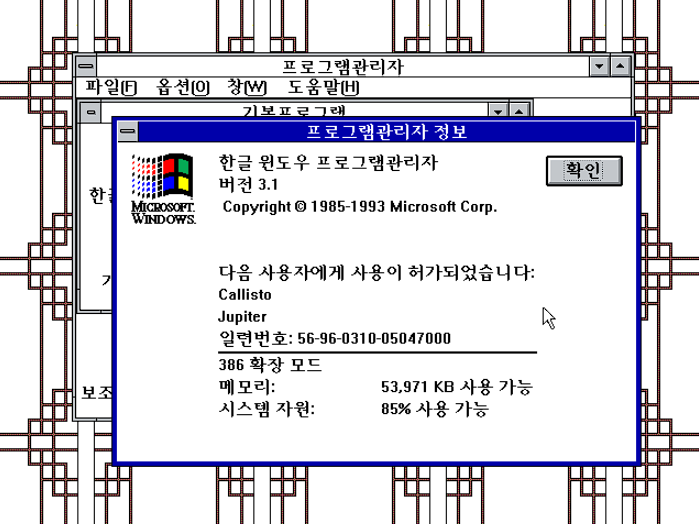 프로그램관리자
파일(F) 옵션(O) 창(W) 도움말(H)
기본프로그램
프로그램관리자 정보
한글 윈도우 프로그램관리자
버전 3.1
Copyright © 1985-1993 Microsoft Corp.
확인
MICROSOFT.
WINDOWS.
다음 사용자에게 사용이 허가되었습니다:
Callisto
Jupiter
일련번호: 56-96-0310-05047000
386 확장 모드
메모리: 53,971 KB 사용 가능
시스템 자원: 85% 사용 가능
보조